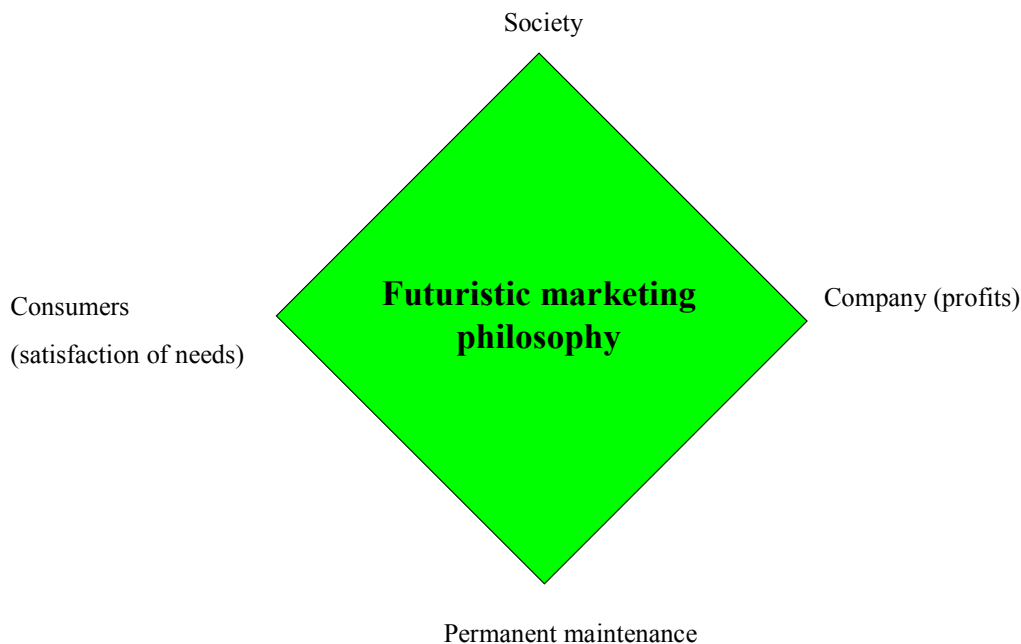 Society
Futuristic marketing
philosophy
Consumers
(satisfaction of needs)
Company (profits)
Permanent maintenance